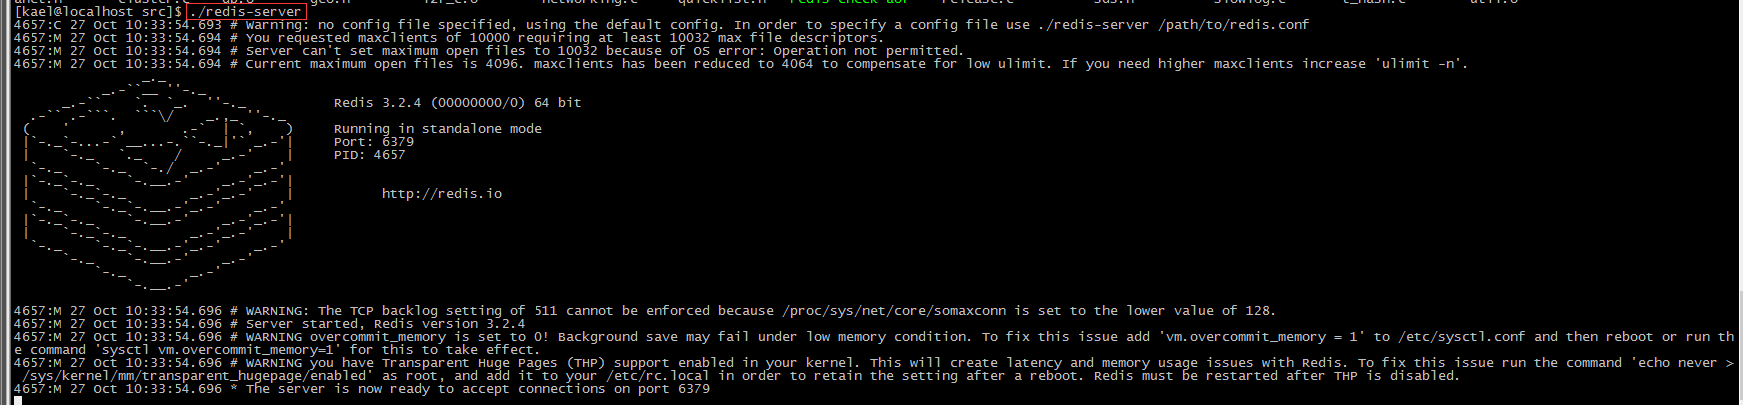 [kael@localhost src]$ ./redis-server
4657:C 27 Oct 10:33:54.693 # Warning: no config file specified, using the default config. In order to specify a config file use ./redis-server /path/to/redis.conf
4657:M 27 Oct 10:33:54.694 # You requested maxclients of 10000 requiring at least 10032 max file descriptors.
4657:M 27 Oct 10:33:54.694 # Server can't set maximum open files to 10032 because of OS error: Operation not permitted.
4657:M 27 Oct 10:33:54.694 # Current maximum open files is 4096. maxclients has been reduced to 4064 to compensate for low ulimit. If you need higher maxclients increase 'ulimit -n'.
Redis 3.2.4 (00000000/0) 64 bit
Running in standalone mode
Port: 6379
PID: 4657
http://redis.io
4657:M 27 Oct 10:33:54.696 # WARNING: The TCP backlog setting of 511 cannot be enforced because /proc/sys/net/core/somaxconn is set to the lower value of 128.
4657:M 27 Oct 10:33:54.696 # Server started, Redis version 3.2.4
4657:M 27 Oct 10:33:54.696 # WARNING overcommit_memory is set to 0! Background save may fail under low memory condition. To fix this issue add 'vm.overcommit_memory = 1' to /etc/sysctl.conf and then reboot or run th
e command 'sysctl vm.overcommit_memory=1' for this to take effect.
4657:M 27 Oct 10:33:54.696 # WARNING you have Transparent Huge Pages (THP) support enabled in your kernel. This will create latency and memory usage issues with Redis. To fix this issue run the command 'echo never >
/sys/kernel/mm/transparent_hugepage/enabled' as root, and add it to your /etc/rc.local in order to retain the setting after a reboot. Redis must be restarted after THP is disabled.
4657:M 27 Oct 10:33:54.696 * The server is now ready to accept connections on port 6379